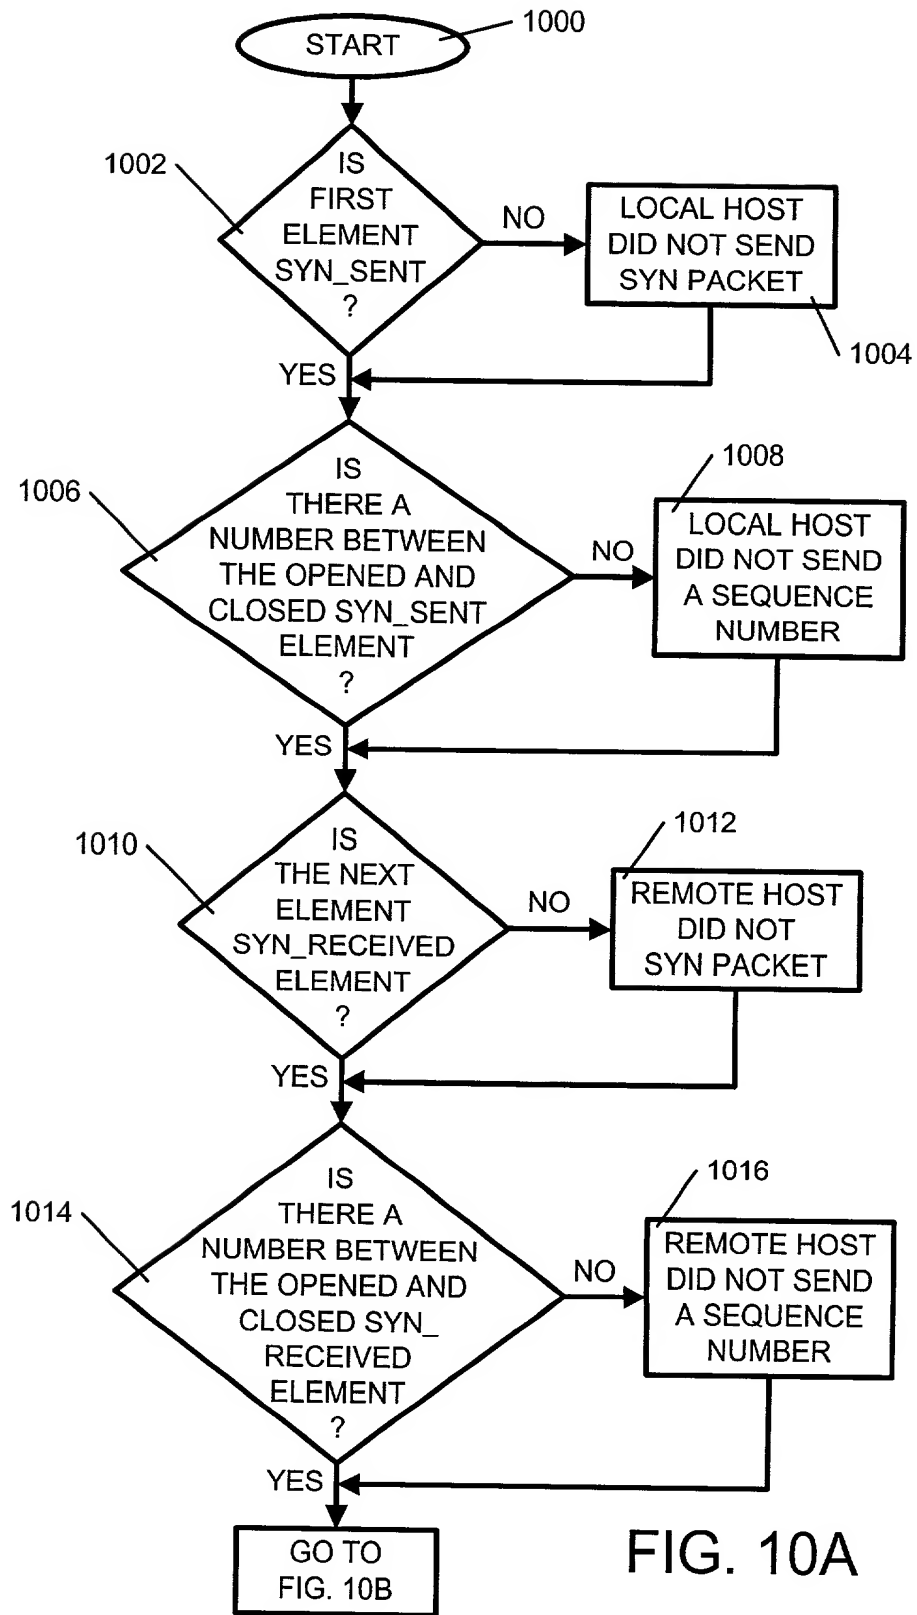 START
1000
1002
IS
FIRST
ELEMENT
SYN_SENT
?
NO
LOCAL HOST
DID NOT SEND
SYN PACKET
1004
YES
1006
IS
THERE A
NUMBER BETWEEN
THE OPENED AND
CLOSED SYN_SENT
ELEMENT
?
NO
1008
LOCAL HOST
DID NOT SEND
A SEQUENCE
NUMBER
YES
1010
IS
THE NEXT
ELEMENT
SYN_RECEIVED
ELEMENT
?
NO
1012
REMOTE HOST
DID NOT
SYN PACKET
YES
1014
IS
THERE A
NUMBER BETWEEN
THE OPENED AND
CLOSED SYN_
RECEIVED
ELEMENT
?
NO
1016
REMOTE HOST
DID NOT SEND
A SEQUENCE
NUMBER
YES
GO TO
FIG. 10B
FIG. 10A